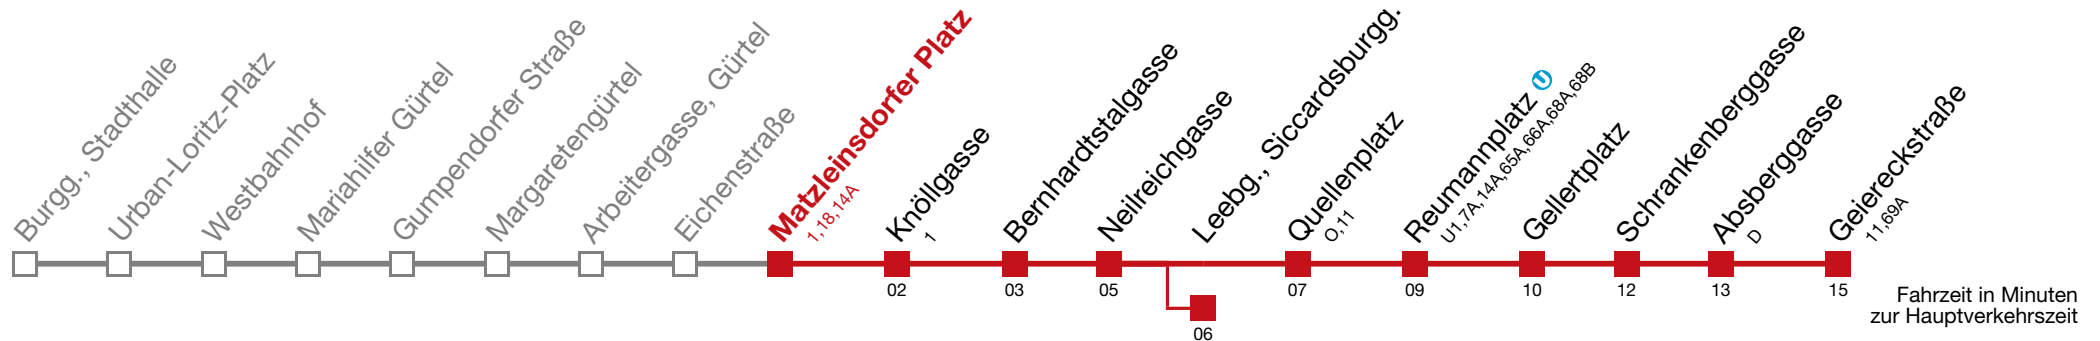 Burgg., Stadthalle
Urban-Loritz-Platz
Westbahnhof
Mariahilfer Gürtel
Gumpendorfer Straße
Margaretengürtel
Arbeitergasse, Gürtel
Eichenstraße
Matzleinsdorfer Platz
1,18,14A
Knöllgasse
1
Bernhardtstalgasse
Neilreichgasse
Leebg., Siccardsburgg.
Quellenplatz
O,11
Reumannplatz U
U1,7A,14A,65A,66A,68A,68B
Gellertplatz
Schrankenberggasse
Absberggasse
D
Geiereckstraße
11,69A
02
03
05
06
07
09
10
12
13
15
Fahrzeit in Minuten
zur Hauptverkehrszeit